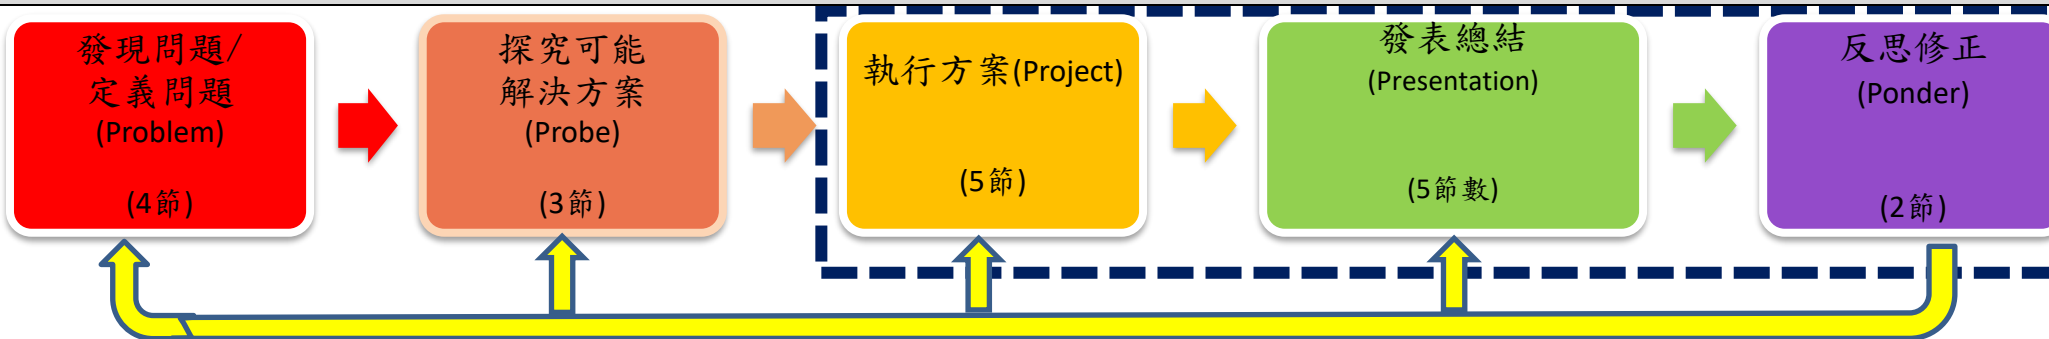 發現問題/
定義問題
(Problem)
(4節)
探究可能
解決方案
(Probe)
(3節)
執行方案(Project)
(5節)
發表總結
(Presentation)
(5節數)
反思修正
(Ponder)
(2節)